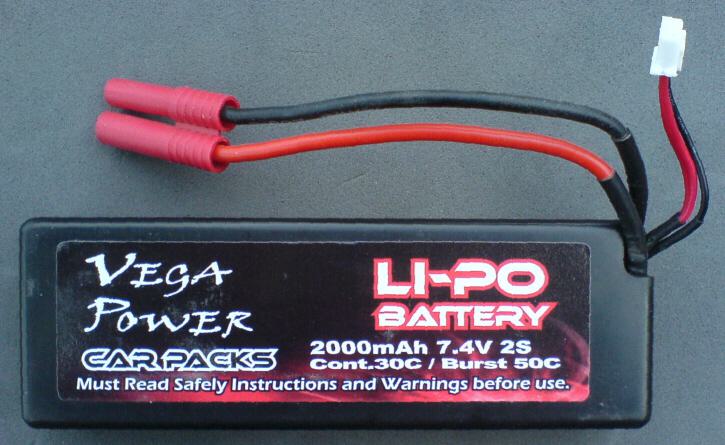 VEGA
POWER
CAR PACKS
LI-PO
BATTERY
2000mAh 7.4V 2S
Cont.30C / Burst 50C
Must Read Safely Instructions and Warnings before use.